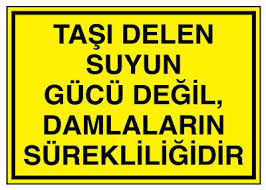 TAŞI DELEN
SUYUN
GÜCÜ DEĞİL,
DAMLALARIN
SÜREKLİLİĞİDİR